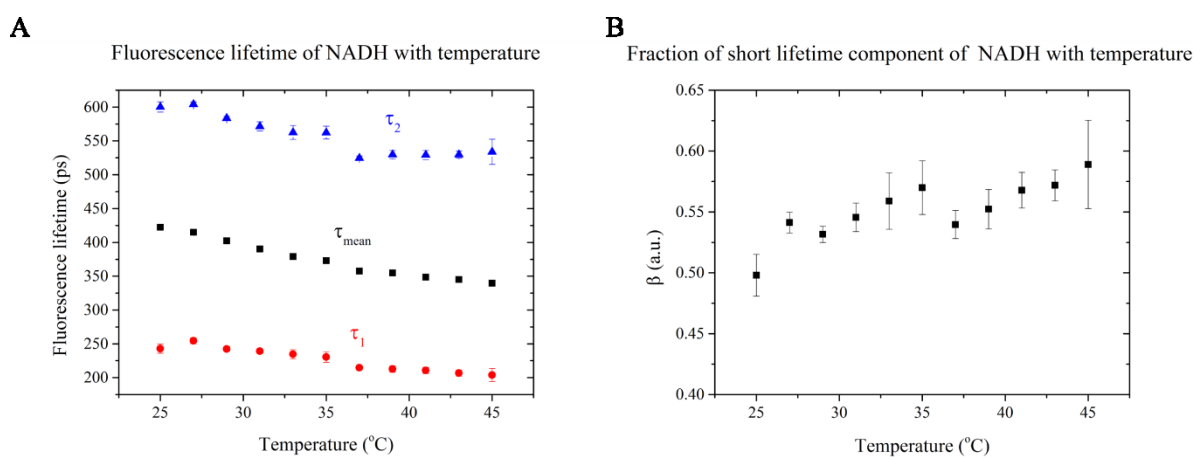 A
Fluorescence lifetime of NADH with temperature
Fluorescence lifetime (ps)
600
550
500
450
400
350
300
250
200
τ2
τmean
τ1
25 30 35 40 45
Temperature (°C)
B
Fraction of short lifetime component of NADH with temperature
β (a.u.)
0.65
0.60
0.55
0.50
0.45
0.40
25 30 35 40 45
Temperature (°C)